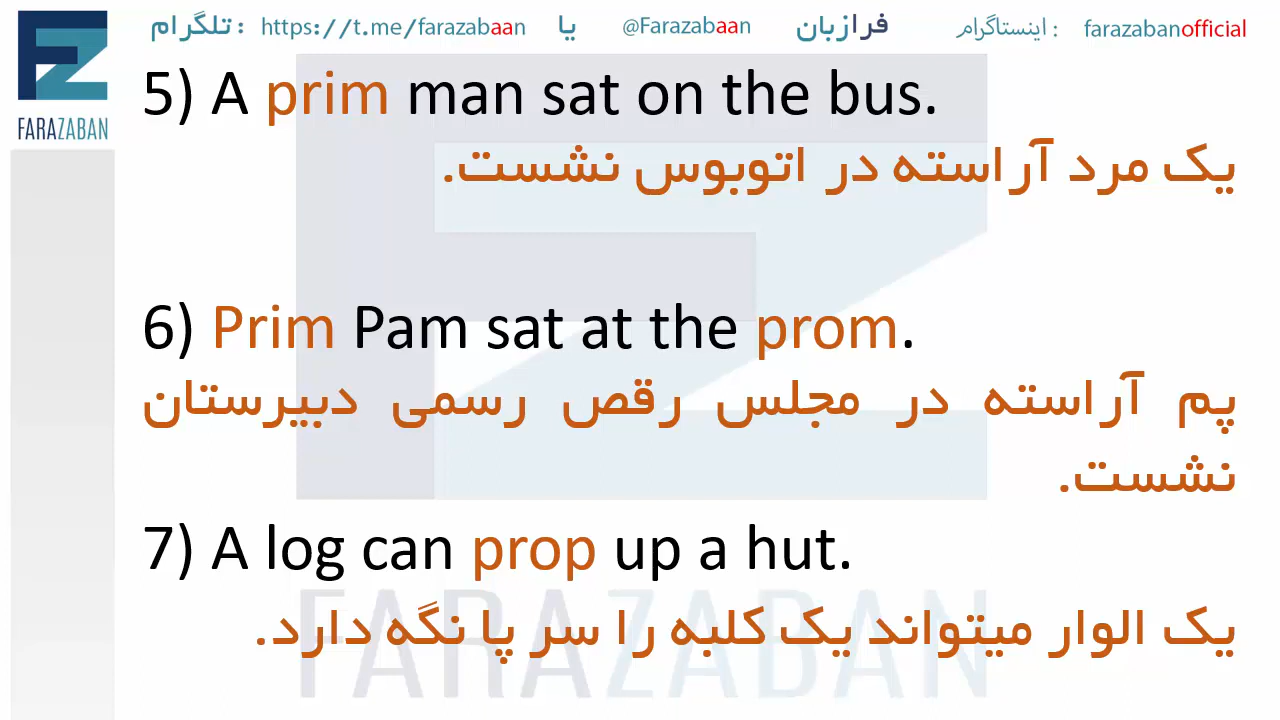 تلگرام : https://t.me/farazabaan یا @Farazabaan فرازبان اینستاگرام : farazabanofficial
FARAZABAN
5) A prim man sat on the bus.
یک مرد آراسته در اتوبوس نشست.
6) Prim Pam sat at the prom.
پم آراسته در مجلس رقص رسمی دبیرستان
نشست.
7) A log can prop up a hut.
یک الوار میتواند یک کلبه را سر پا نگه دارد.
FARAZABAN